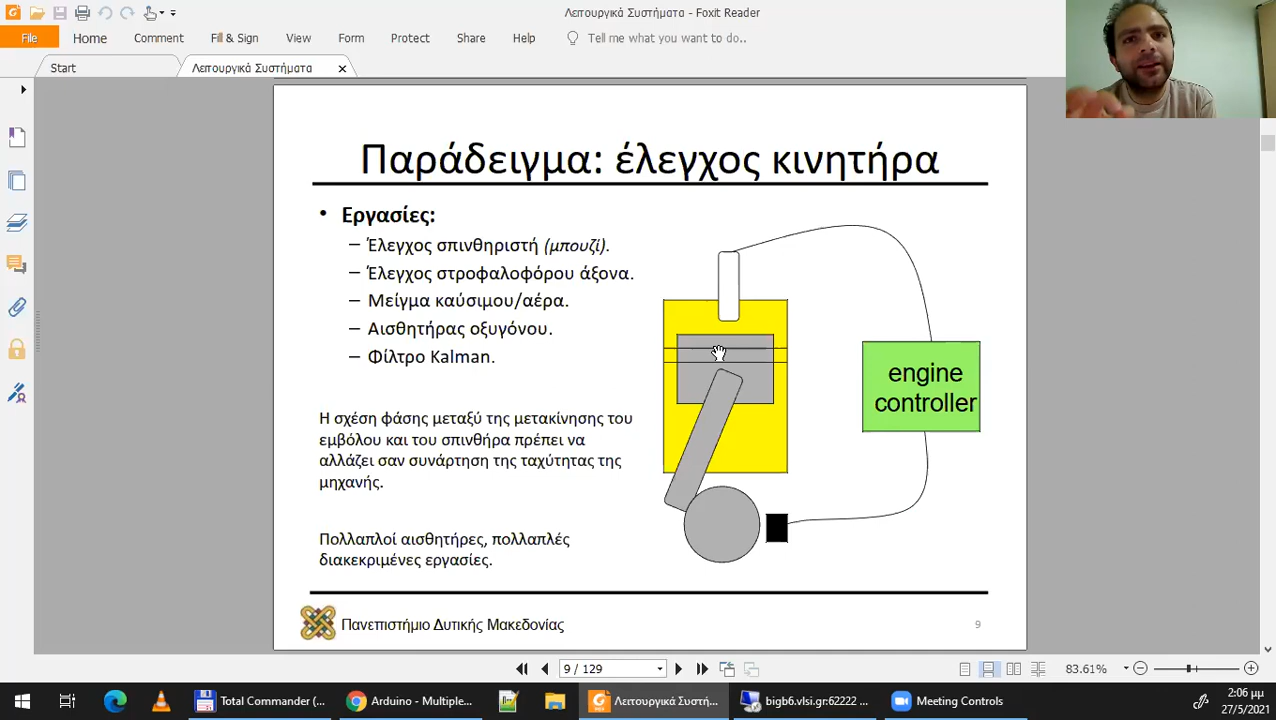 Λειτουργικά Συστήματα - Foxit Reader
File Home Comment Fill & Sign View Form Protect Share Help Tell me what you want to do..
Start Λειτουργικά Συστήματα
Παράδειγμα: έλεγχος κινητήρα
• Εργασίες:
– Έλεγχος σπινθηριστή (μπουζί).
– Έλεγχος στροφαλοφόρου άξονα.
– Μείγμα καύσιμου/αέρα.
– Αισθητήρας οξυγόνου.
– Φίλτρο Kalman.
Η σχέση φάσης μεταξύ της μετακίνησης του
εμβόλου και του σπινθήρα πρέπει να
αλλάζει σαν συνάρτηση της ταχύτητας της
μηχανής.
Πολλαπλοί αισθητήρες, πολλαπλές
διακεκριμένες εργασίες.
engine
controller
Πανεπιστήμιο Δυτικής Μακεδονίας
9
9 / 129
83.61%
Total Commander (...
Arduino - Multiple...
Λειτουργικά Συστή...
bigb6.vlsi.gr:62222 ...
Meeting Controls
2:06 μμ
27/5/2021